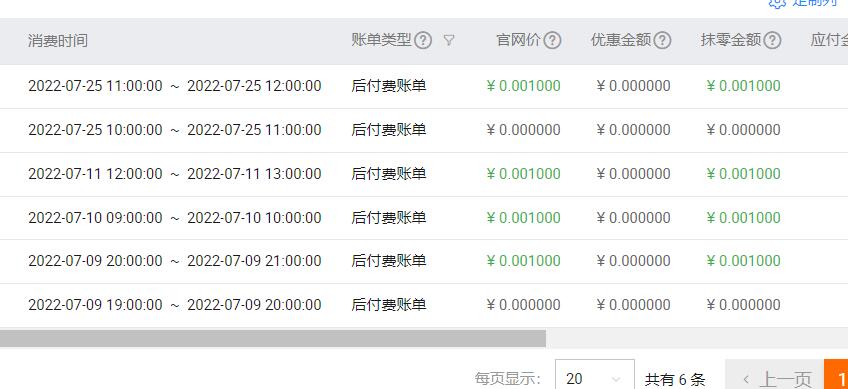 定制列
消费时间 账单类型 官网价 优惠金额 抹零金额 应付金
2022-07-25 11:00:00 ~ 2022-07-25 12:00:00 后付费账单 ¥ 0.001000 ¥ 0.000000 ¥ 0.001000
2022-07-25 10:00:00 ~ 2022-07-25 11:00:00 后付费账单 ¥ 0.000000 ¥ 0.000000 ¥ 0.000000
2022-07-11 12:00:00 ~ 2022-07-11 13:00:00 后付费账单 ¥ 0.001000 ¥ 0.000000 ¥ 0.001000
2022-07-10 09:00:00 ~ 2022-07-10 10:00:00 后付费账单 ¥ 0.001000 ¥ 0.000000 ¥ 0.001000
2022-07-09 20:00:00 ~ 2022-07-09 21:00:00 后付费账单 ¥ 0.001000 ¥ 0.000000 ¥ 0.001000
2022-07-09 19:00:00 ~ 2022-07-09 20:00:00 后付费账单 ¥ 0.000000 ¥ 0.000000 ¥ 0.000000
每页显示: 20 共有 6 条 上一页 1